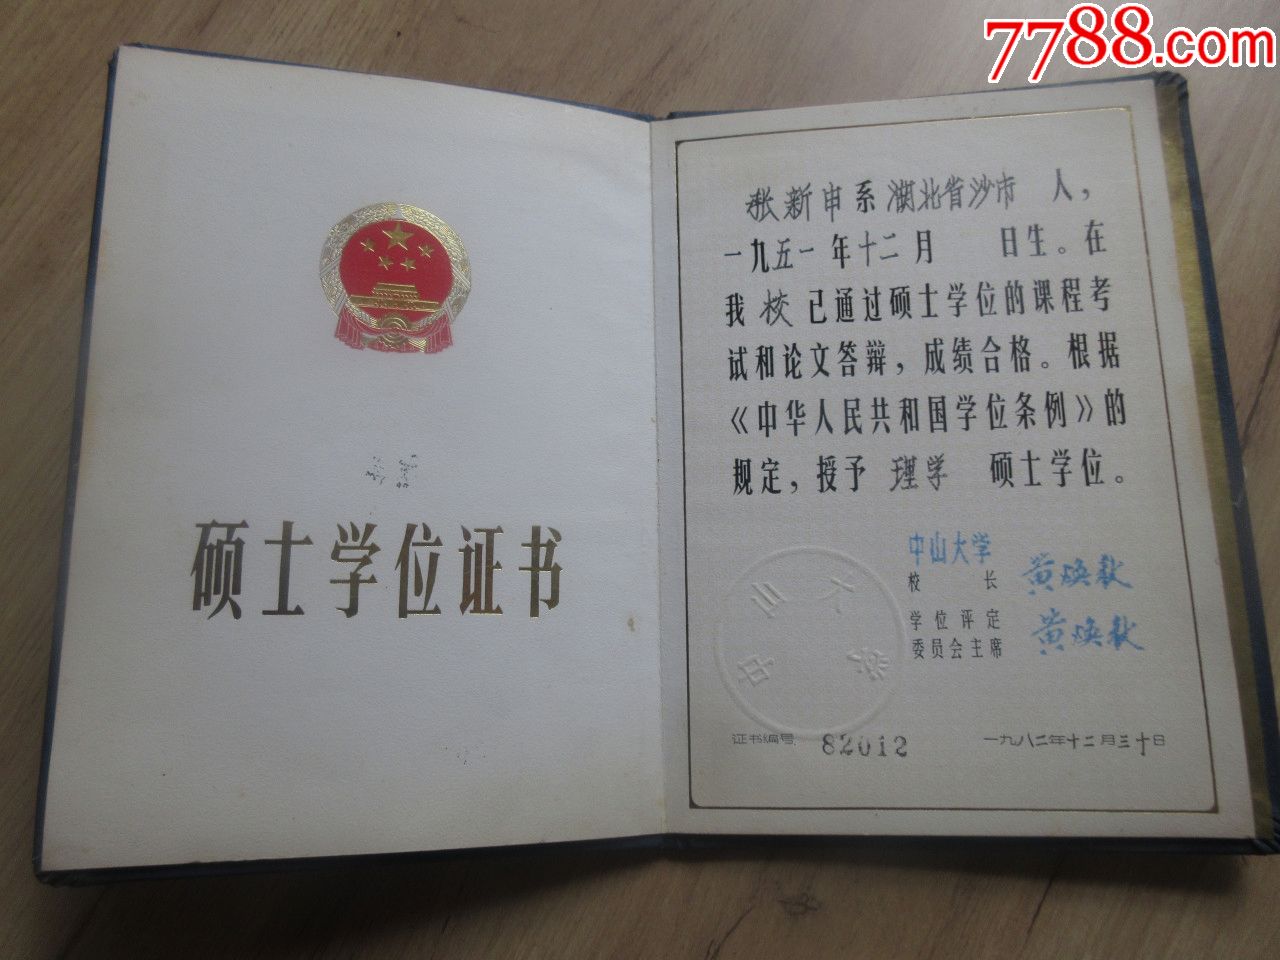 7788.com
硕士学位证书
张新申系湖北省沙市 人，
一九五一年十二月 日生。在
我校已通过硕士学位的课程考
试和论文答辩，成绩合格。根据
《中华人民共和国学位条例》的
规定，授予 理学 硕士学位。
中山大学
校 长 黄焕秋
学位评定
委员会主席 黄焕秋
中山大学
证书编号 82012
一九八二年十二月三十日